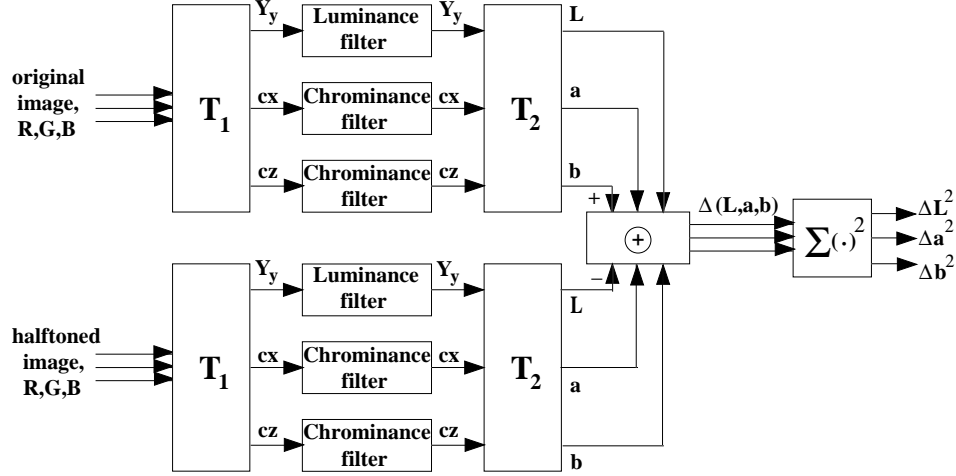 original
image,
R,G,B
T1
Yy
Luminance
filter
Yy
cx
Chrominance
filter
cx
cz
Chrominance
filter
cz
T2
L
a
b
+
−
+
Δ(L,a,b)
Σ(·)²
ΔL²
Δa²
Δb²
halftoned
image,
R,G,B
T1
Yy
Luminance
filter
Yy
cx
Chrominance
filter
cx
cz
Chrominance
filter
cz
T2
L
a
b